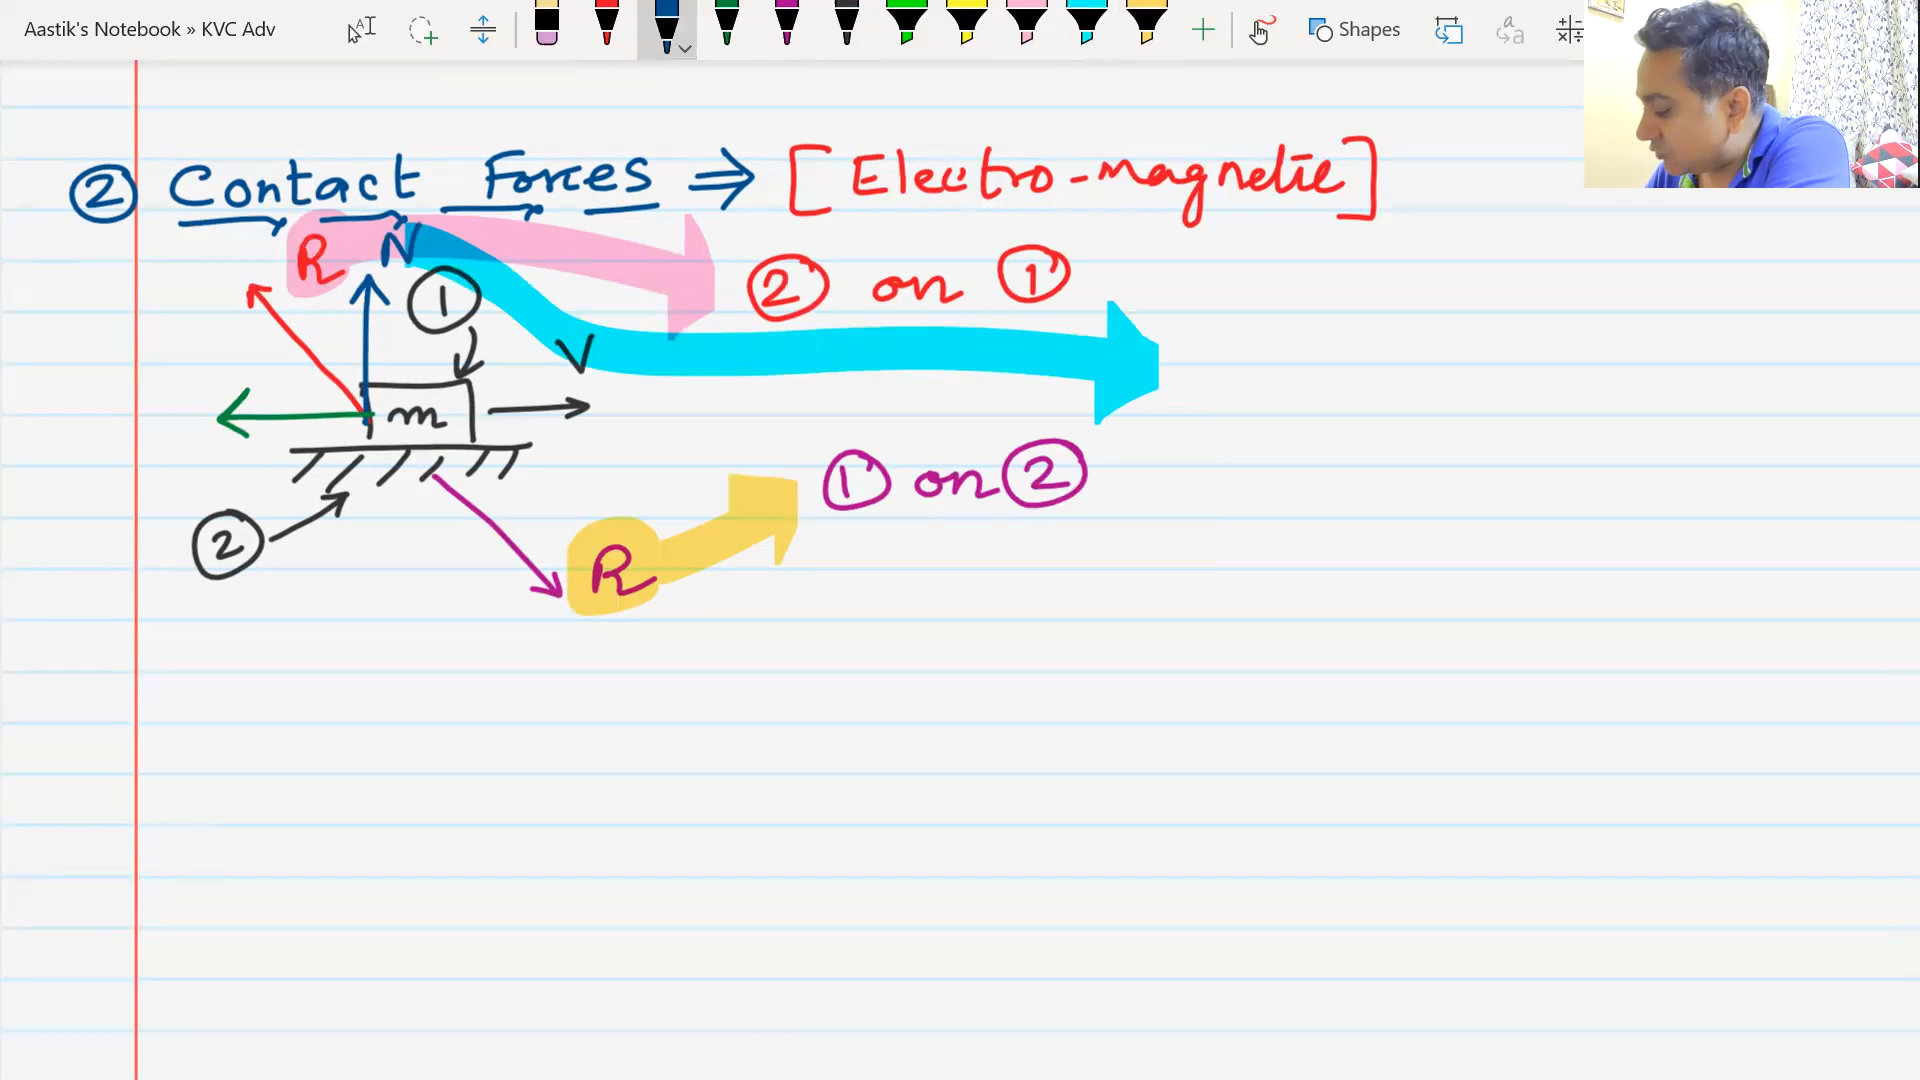 Aastik's Notebook » KVC Adv
Shapes
② Contact Forces ⇒ [Electro-magnetic]
R N
① ② on ①
V
m
① on ②
②
R